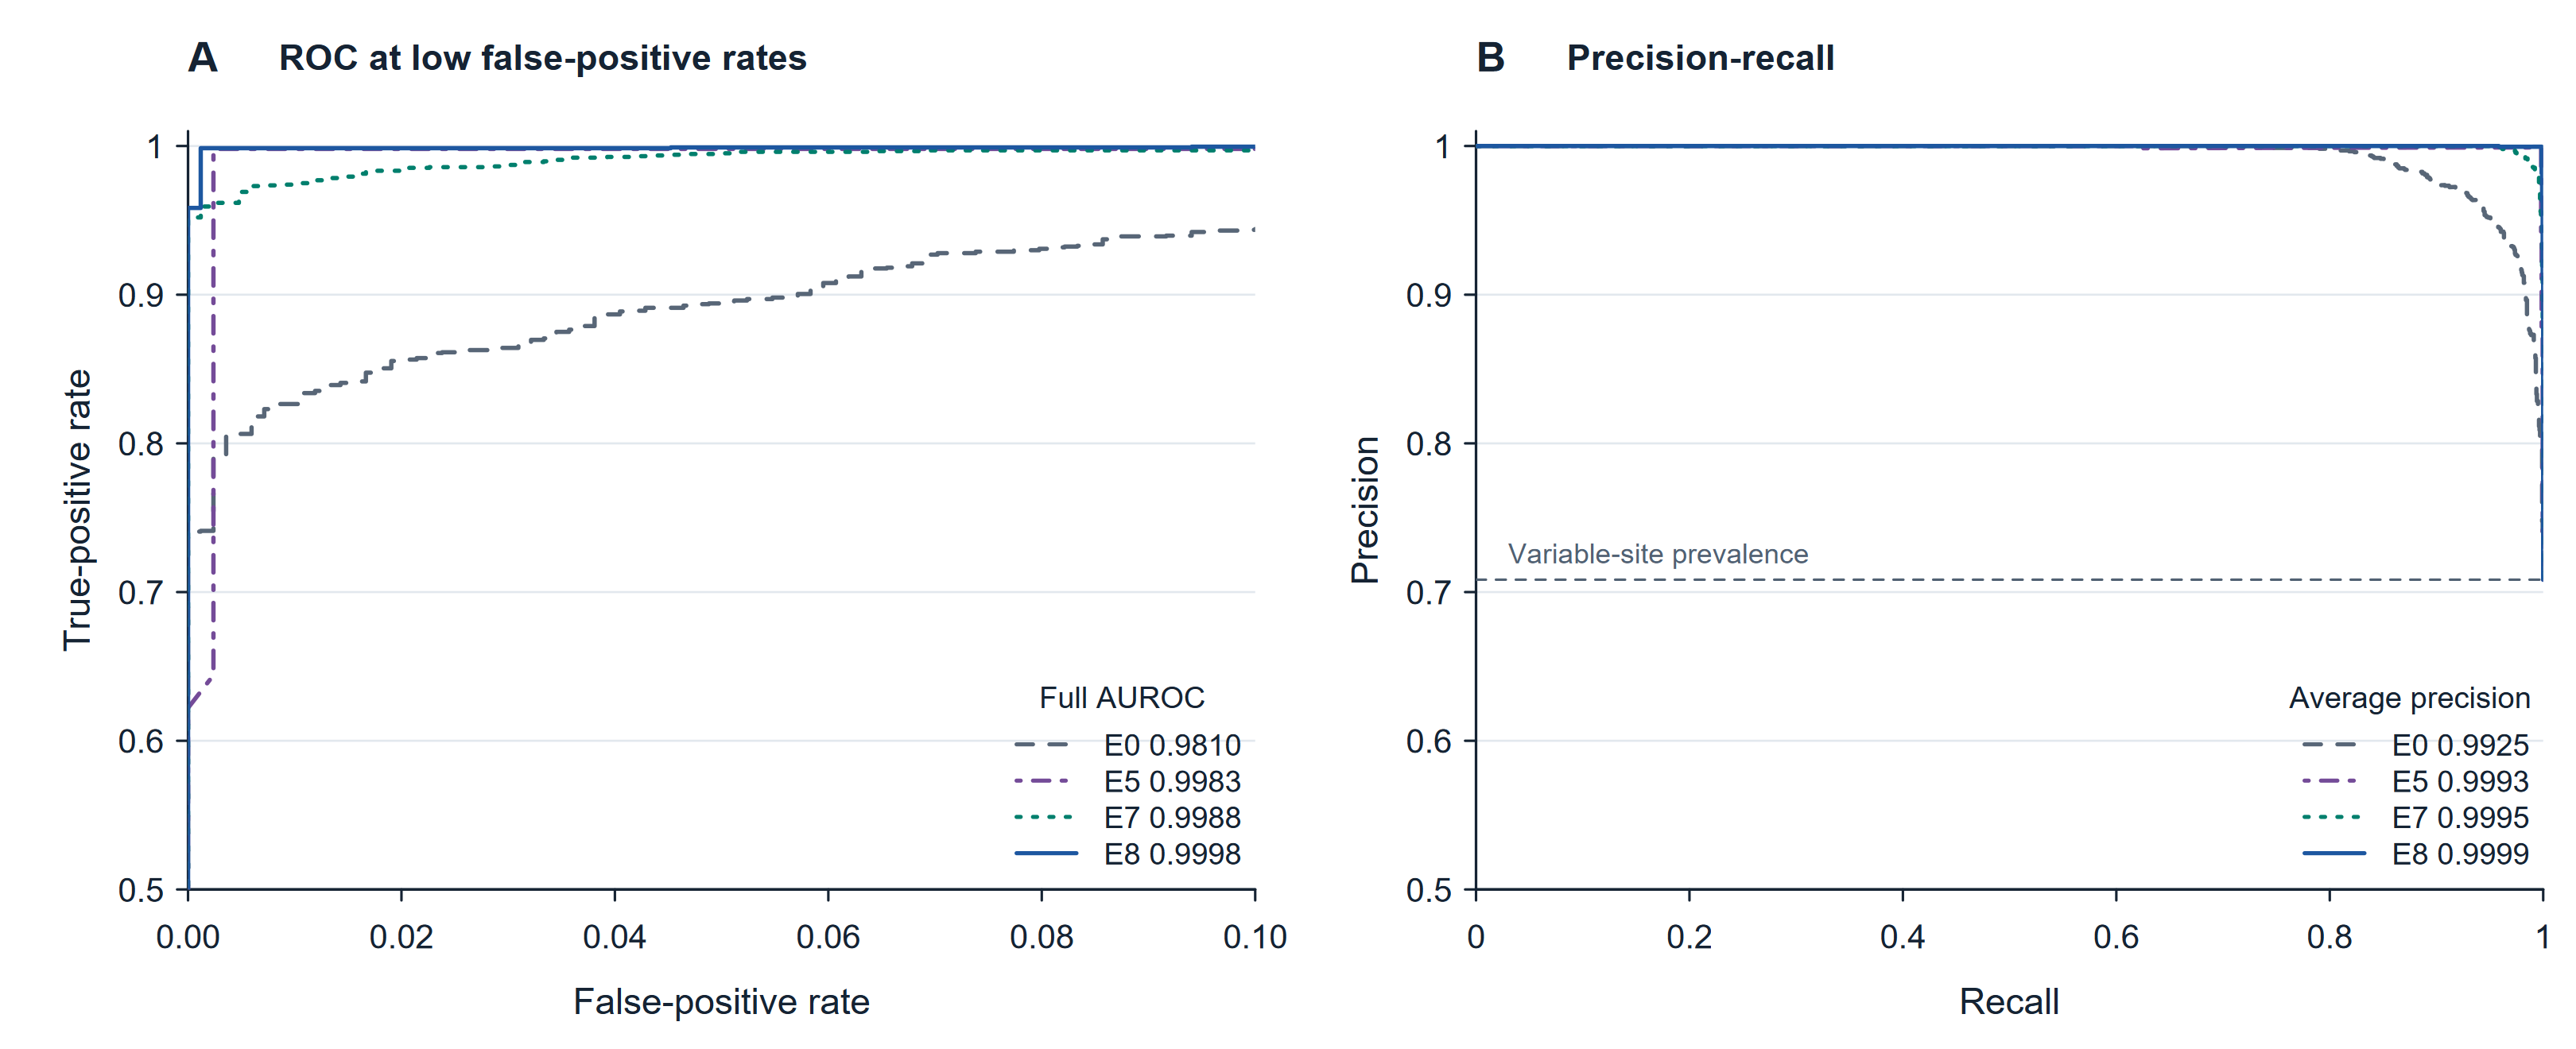 A ROC at low false-positive rates
1
0.9
0.8
0.7
0.6
0.5
True-positive rate
0.00 0.02 0.04 0.06 0.08 0.10
False-positive rate
Full AUROC
E0 0.9810
E5 0.9983
E7 0.9988
E8 0.9998
B Precision-recall
1
0.9
0.8
0.7
0.6
0.5
Precision
Variable-site prevalence
0 0.2 0.4 0.6 0.8 1
Recall
Average precision
E0 0.9925
E5 0.9993
E7 0.9995
E8 0.9999